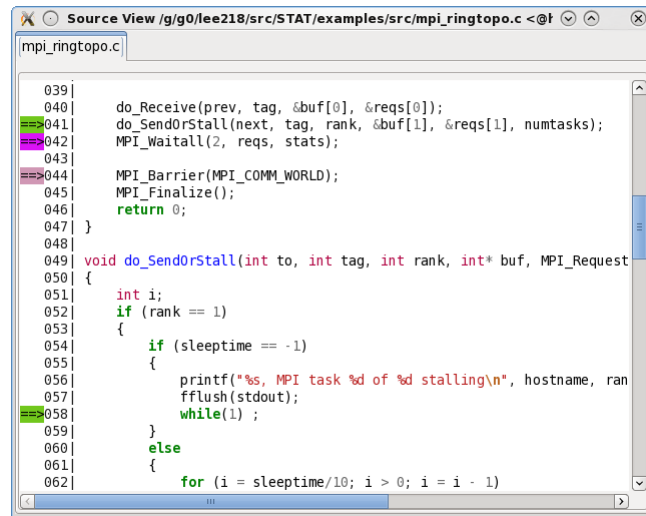 Source View /g/g0/lee218/src/STAT/examples/src/mpi_ringtopo.c <@h
mpi_ringtopo.c
039|
040|     do_Receive(prev, tag, &buf[0], &reqs[0]);
==>041|     do_SendOrStall(next, tag, rank, &buf[1], &reqs[1], numtasks);
==>042|     MPI_Waitall(2, reqs, stats);
043|
==>044|     MPI_Barrier(MPI_COMM_WORLD);
045|     MPI_Finalize();
046|     return 0;
047| }
048|
049| void do_SendOrStall(int to, int tag, int rank, int* buf, MPI_Request
050| {
051|     int i;
052|     if (rank == 1)
053|     {
054|         if (sleeptime == -1)
055|         {
056|             printf("%s, MPI task %d of %d stalling\n", hostname, ran
057|             fflush(stdout);
==>058|             while(1) ;
059|         }
060|         else
061|         {
062|             for (i = sleeptime/10; i > 0; i = i - 1)